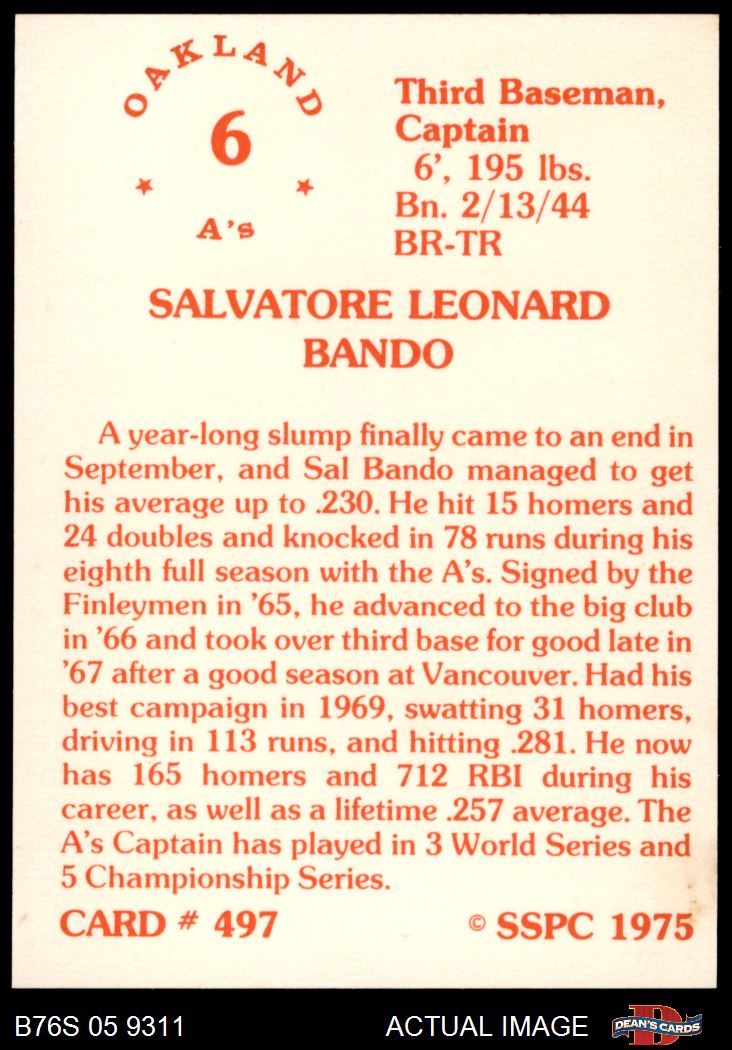 OAKLAND
6
A's
Third Baseman,
Captain
6', 195 lbs.
Bn. 2/13/44
BR-TR
SALVATORE LEONARD
BANDO
A year-long slump finally came to an end in
September, and Sal Bando managed to get
his average up to .230. He hit 15 homers and
24 doubles and knocked in 78 runs during his
eighth full season with the A's. Signed by the
Finleymen in '65, he advanced to the big club
in '66 and took over third base for good late in
'67 after a good season at Vancouver. Had his
best campaign in 1969, swatting 31 homers,
driving in 113 runs, and hitting .281. He now
has 165 homers and 712 RBI during his
career, as well as a lifetime .257 average. The
A's Captain has played in 3 World Series and
5 Championship Series.
CARD # 497 © SSPC 1975
B76S 05 9311 ACTUAL IMAGE D DEAN'S CARDS